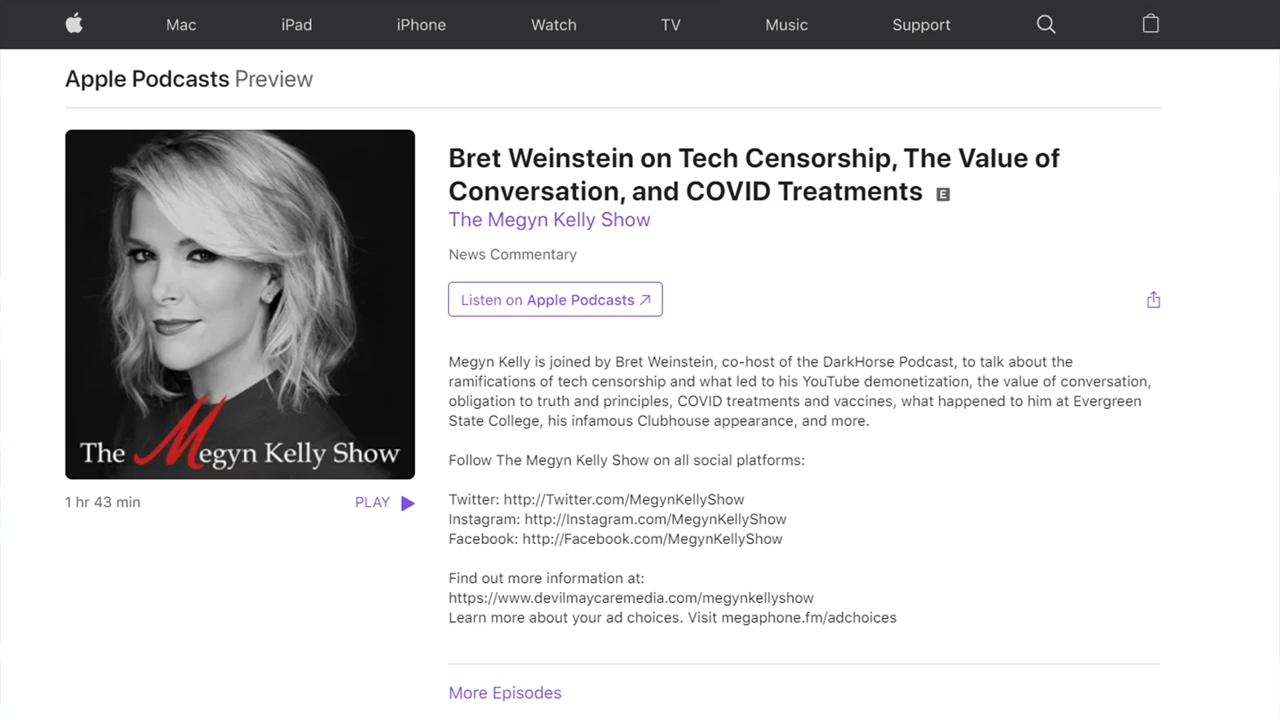 Mac
iPad
iPhone
Watch
TV
Music
Support
Apple Podcasts Preview
The Megyn Kelly Show
1 hr 43 min
PLAY
Bret Weinstein on Tech Censorship, The Value of
Conversation, and COVID Treatments E
The Megyn Kelly Show
News Commentary
Listen on Apple Podcasts ↗
Megyn Kelly is joined by Bret Weinstein, co-host of the DarkHorse Podcast, to talk about the
ramifications of tech censorship and what led to his YouTube demonetization, the value of conversation,
obligation to truth and principles, COVID treatments and vaccines, what happened to him at Evergreen
State College, his infamous Clubhouse appearance, and more.
Follow The Megyn Kelly Show on all social platforms:
Twitter: http://Twitter.com/MegynKellyShow
Instagram: http://Instagram.com/MegynKellyShow
Facebook: http://Facebook.com/MegynKellyShow
Find out more information at:
https://www.devilmaycaremedia.com/megynkellyshow
Learn more about your ad choices. Visit megaphone.fm/adchoices
More Episodes